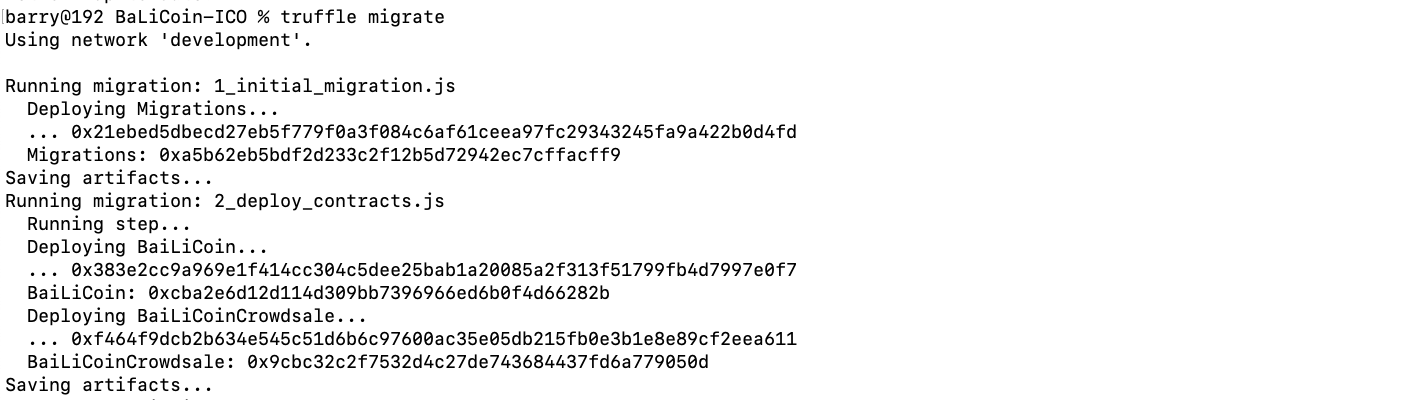 barry@192 BaLiCoin-ICO % truffle migrate
Using network 'development'.
Running migration: 1_initial_migration.js
Deploying Migrations...
... 0x21ebed5dbecd27eb5f779f0a3f084c6af61ceea97fc29343245fa9a422b0d4fd
Migrations: 0xa5b62eb5bdf2d233c2f12b5d72942ec7cffacff9
Saving artifacts...
Running migration: 2_deploy_contracts.js
Running step...
Deploying BaiLiCoin...
... 0x383e2cc9a969e1f414cc304c5dee25bab1a20085a2f313f51799fb4d7997e0f7
BaiLiCoin: 0xcba2e6d12d114d309bb7396966ed6b0f4d66282b
Deploying BaiLiCoinCrowdsale...
... 0xf464f9dcb2b634e545c51d6b6c97600ac35e05db215fb0e3b1e8e89cf2eea611
BaiLiCoinCrowdsale: 0x9cbc32c2f7532d4c27de743684437fd6a779050d
Saving artifacts...